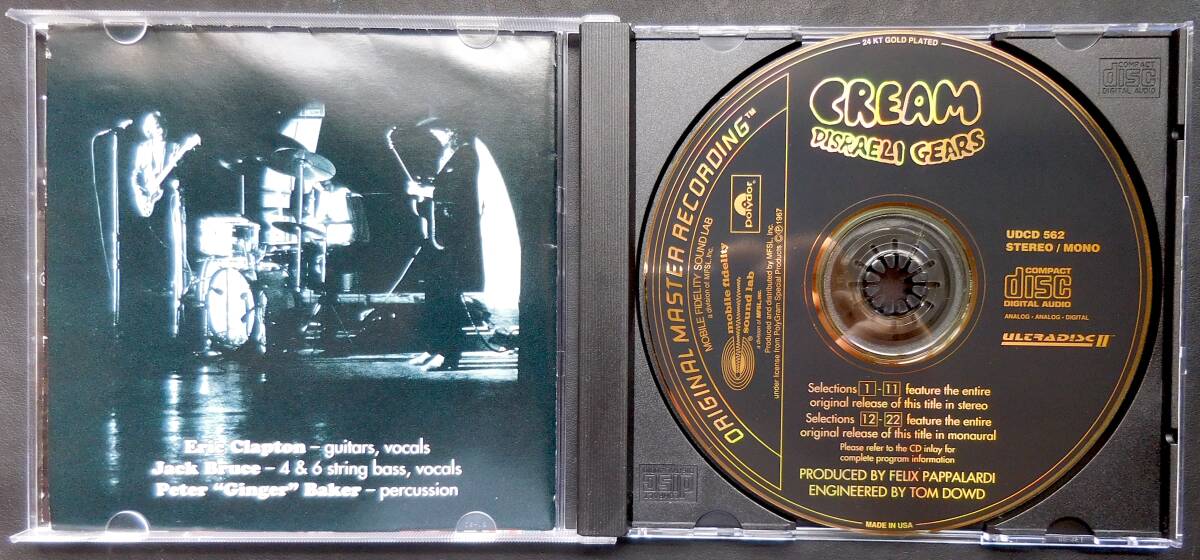 Eric Clapton – guitars, vocals
Jack Bruce – 4 & 6 string bass, vocals
Peter "Ginger" Baker – percussion
24 KT GOLD PLATED
CREAM
DISRAELI GEARS
ORIGINAL MASTER RECORDING™
MOBILE FIDELITY SOUND LAB
a division of MFSL, Inc.
polydor
mobile fidelity
® sound lab
a division of MFSL, Inc.
Produced and distributed by MFSL, Inc.
under license from PolyGram Special Products ©℗1967
UDCD 562
STEREO / MONO
COMPACT
disc
DIGITAL AUDIO
ANALOG - ANALOG - DIGITAL
ULTRADISC II™
Selections 1 - 11 feature the entire
original release of this title in stereo
Selections 12 - 22 feature the entire
original release of this title in monaural
Please refer to the CD inlay for
complete program information
PRODUCED BY FELIX PAPPALARDI
ENGINEERED BY TOM DOWD
MADE IN USA
COMPACT
disc
DIGITAL AUDIO